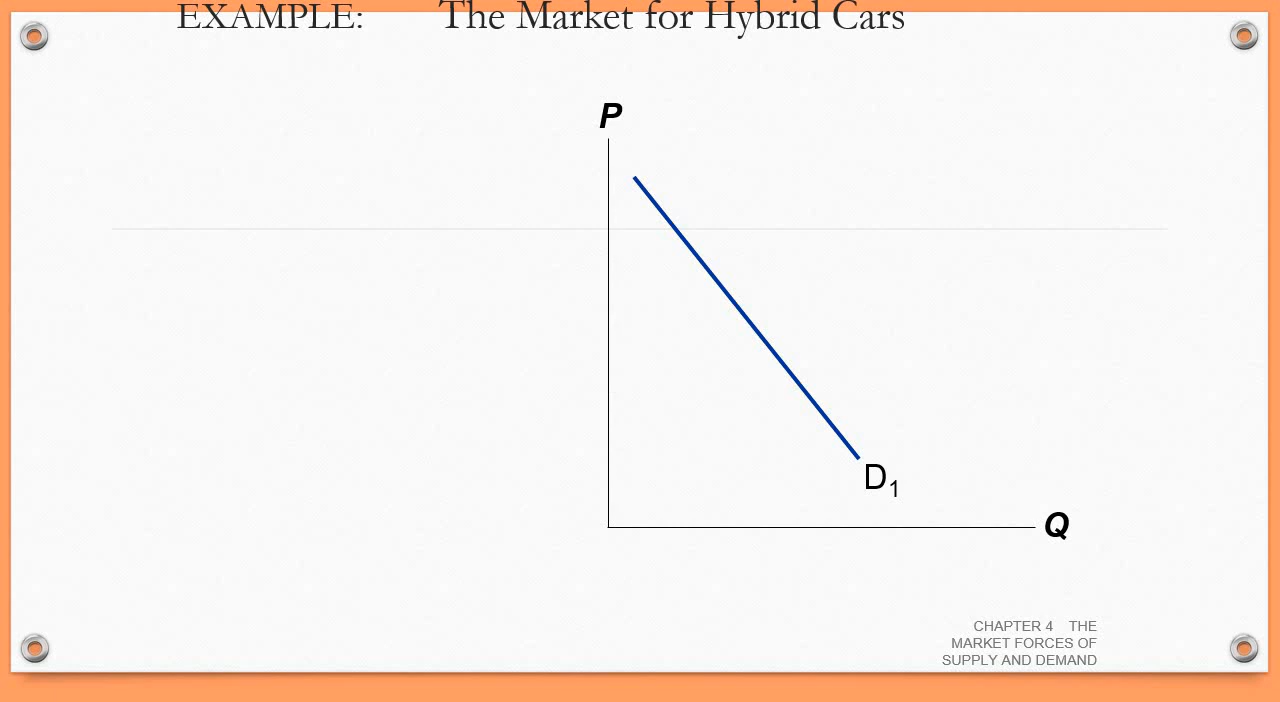 EXAMPLE: The Market for Hybrid Cars
P
D1
Q
CHAPTER 4 THE
MARKET FORCES OF
SUPPLY AND DEMAND